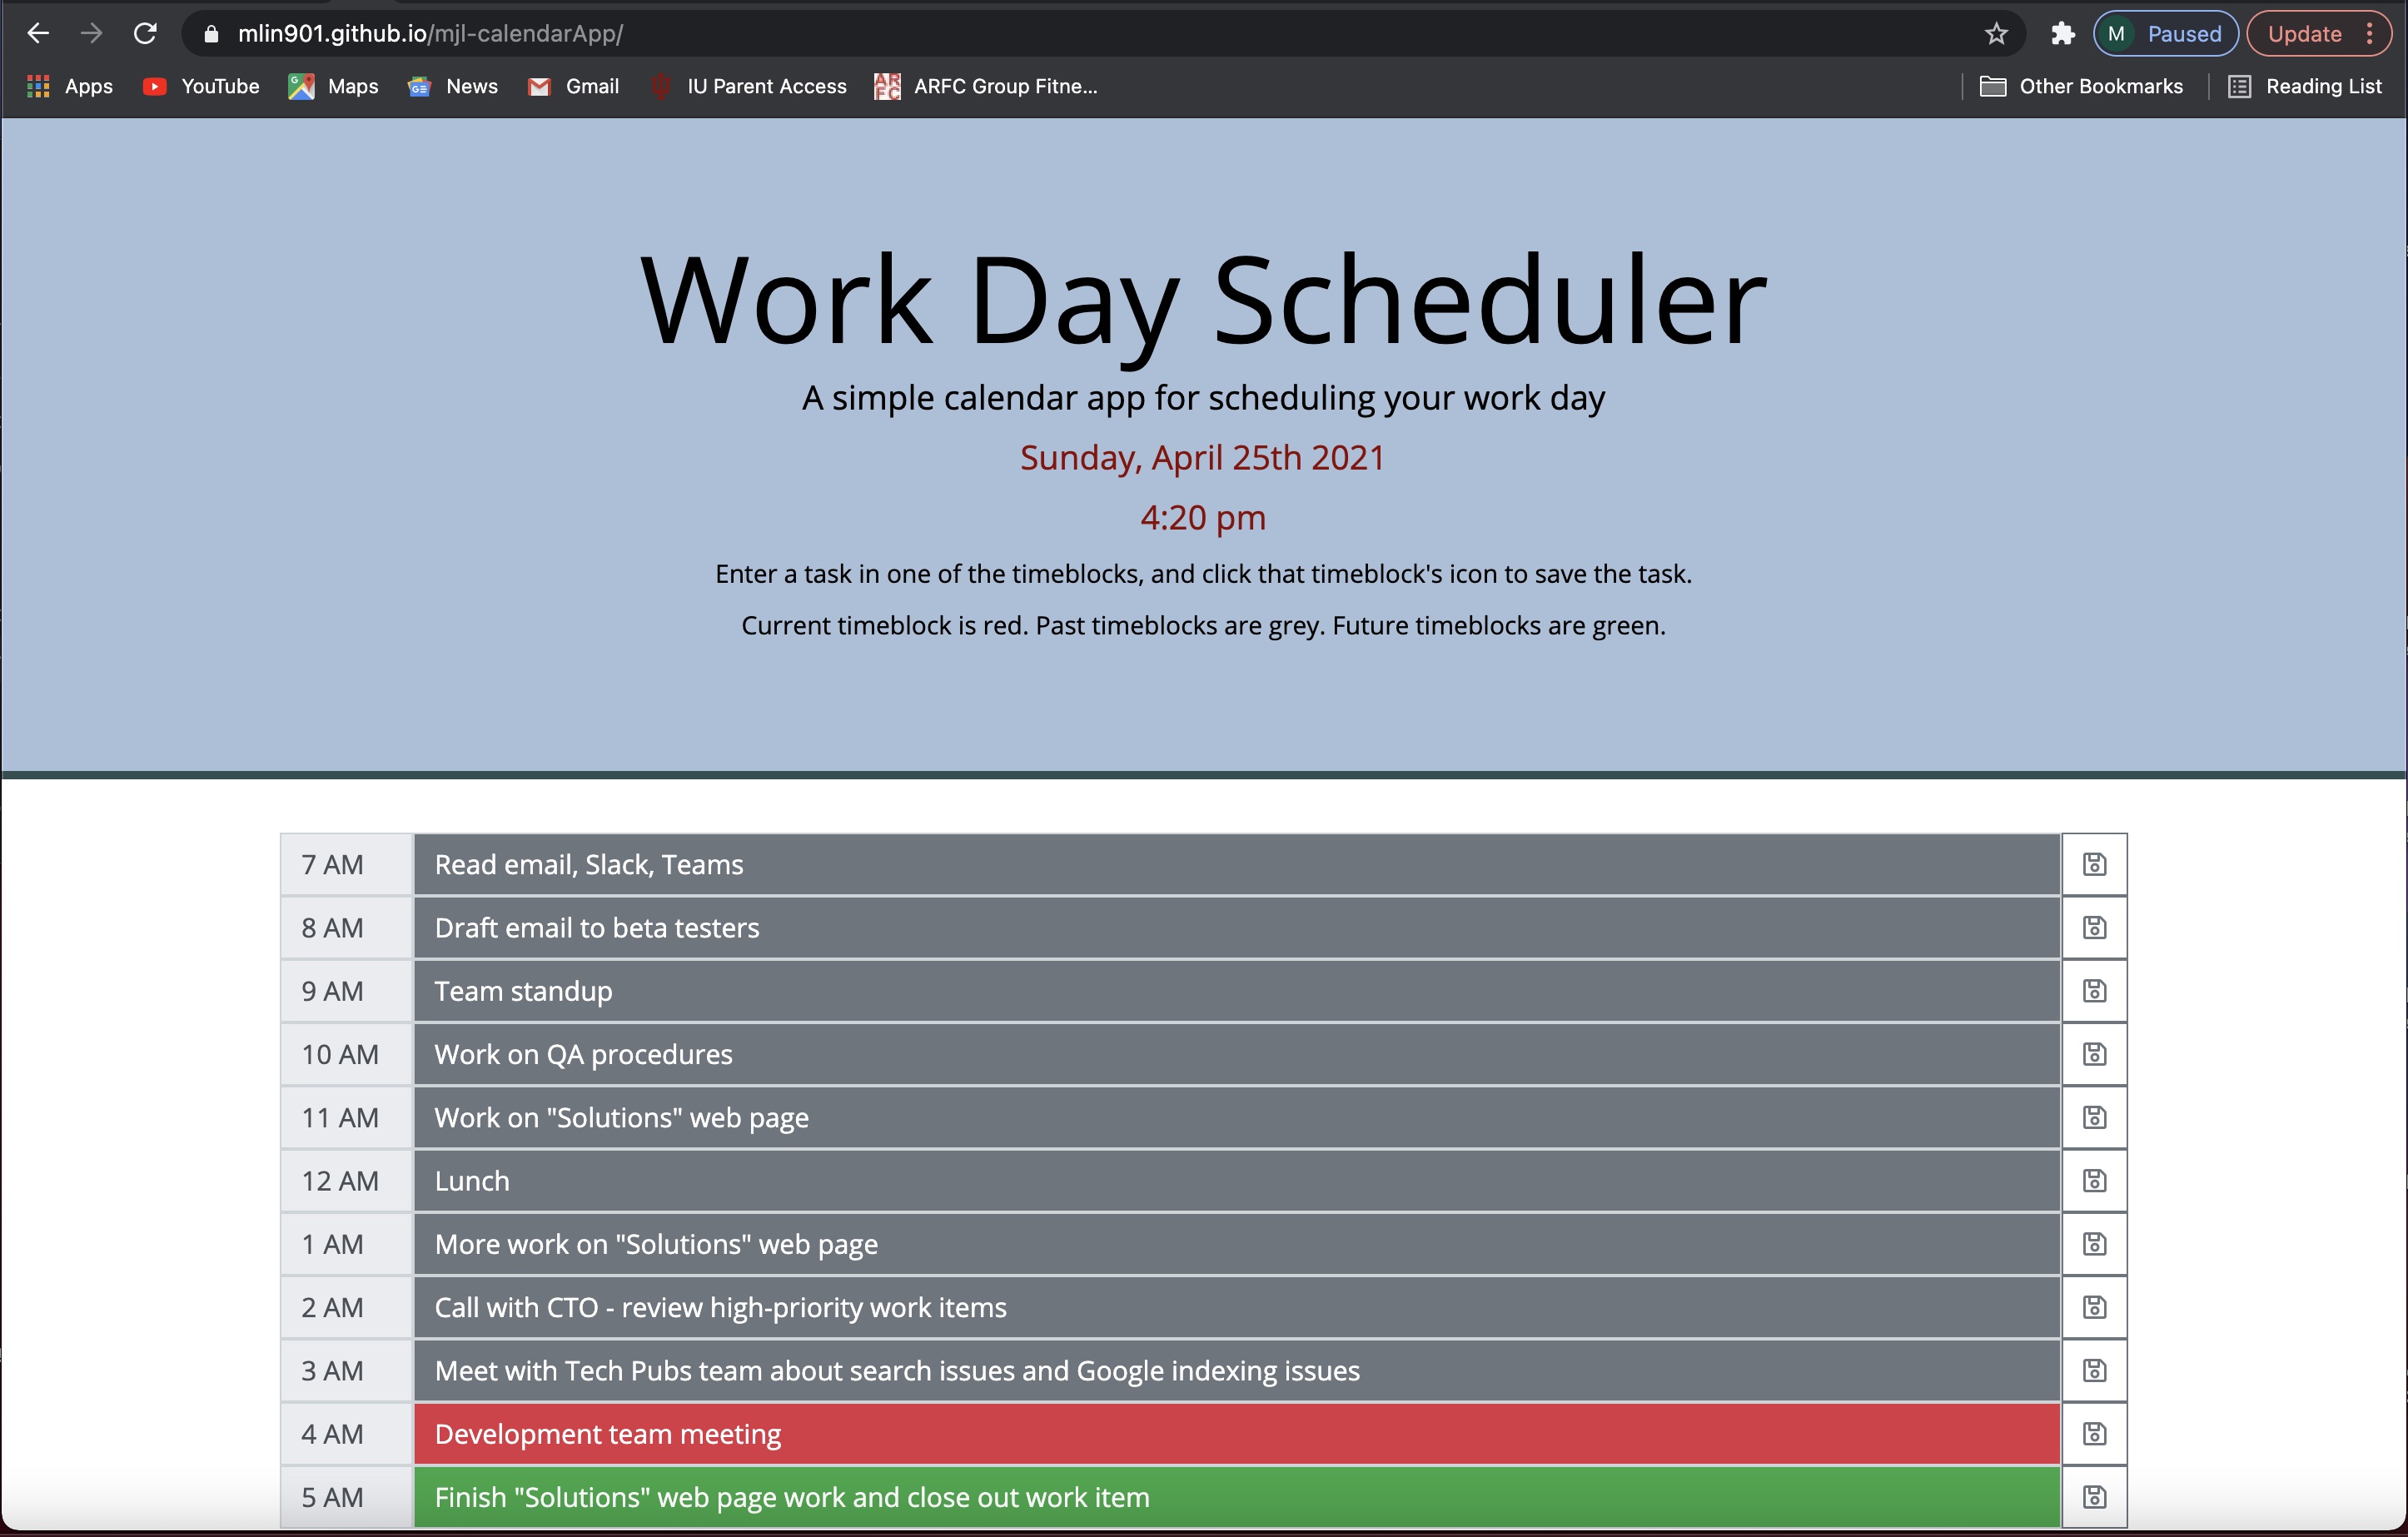 mlin901.github.io/mjl-calendarApp/ M Paused Update
Apps YouTube Maps News Gmail IU Parent Access ARFC ARFC Group Fitne... Other Bookmarks Reading List
Work Day Scheduler
A simple calendar app for scheduling your work day
Sunday, April 25th 2021
4:20 pm
Enter a task in one of the timeblocks, and click that timeblock's icon to save the task.
Current timeblock is red. Past timeblocks are grey. Future timeblocks are green.
7 AM Read email, Slack, Teams
8 AM Draft email to beta testers
9 AM Team standup
10 AM Work on QA procedures
11 AM Work on "Solutions" web page
12 AM Lunch
1 AM More work on "Solutions" web page
2 AM Call with CTO - review high-priority work items
3 AM Meet with Tech Pubs team about search issues and Google indexing issues
4 AM Development team meeting
5 AM Finish "Solutions" web page work and close out work item